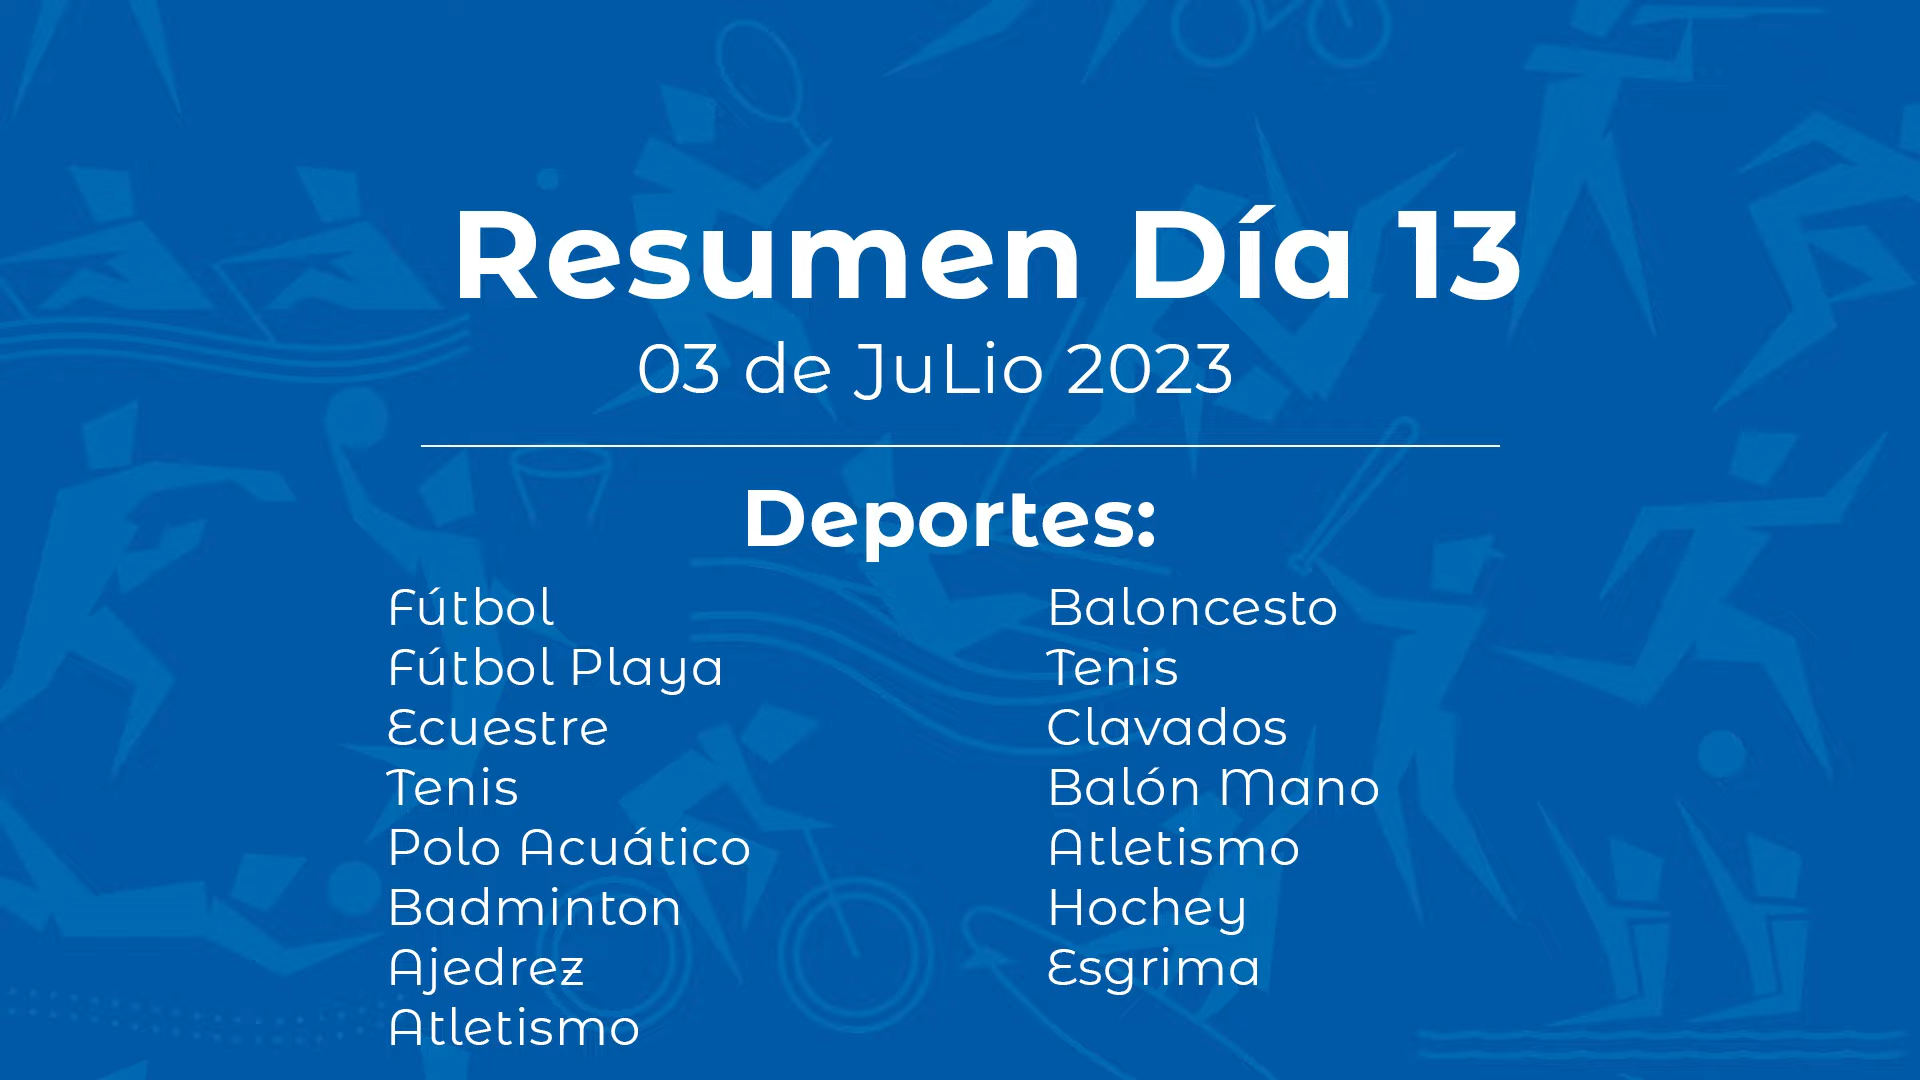 Resumen Día 13
03 de JuLio 2023
Deportes:
Fútbol
Fútbol Playa
Ecuestre
Tenis
Polo Acuático
Badminton
Ajedrez
Atletismo
Baloncesto
Tenis
Clavados
Balón Mano
Atletismo
Hochey
Esgrima